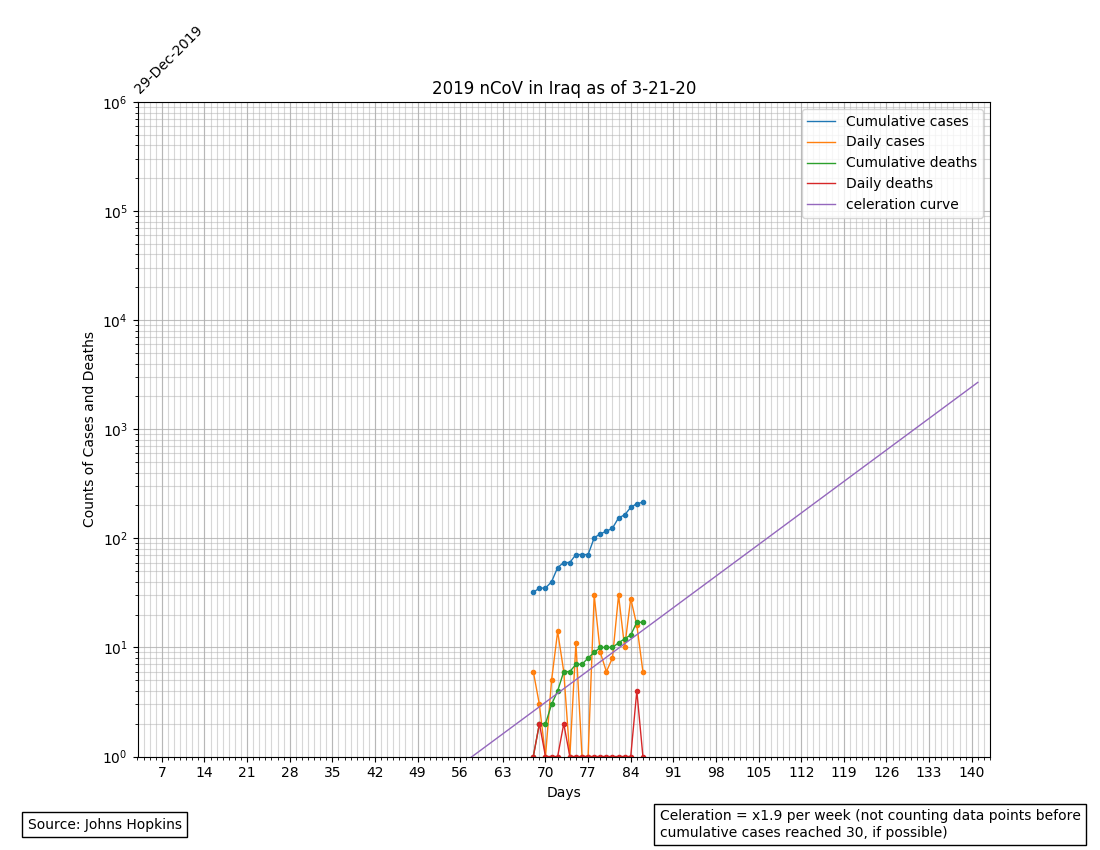 29-Dec-2019
2019 nCoV in Iraq as of 3-21-20
Counts of Cases and Deaths
10⁶
10⁵
10⁴
10³
10²
10¹
10⁰
Cumulative cases
Daily cases
Cumulative deaths
Daily deaths
celeration curve
7 14 21 28 35 42 49 56 63 70 77 84 91 98 105 112 119 126 133 140
Days
Source: Johns Hopkins
Celeration = x1.9 per week (not counting data points before
cumulative cases reached 30, if possible)